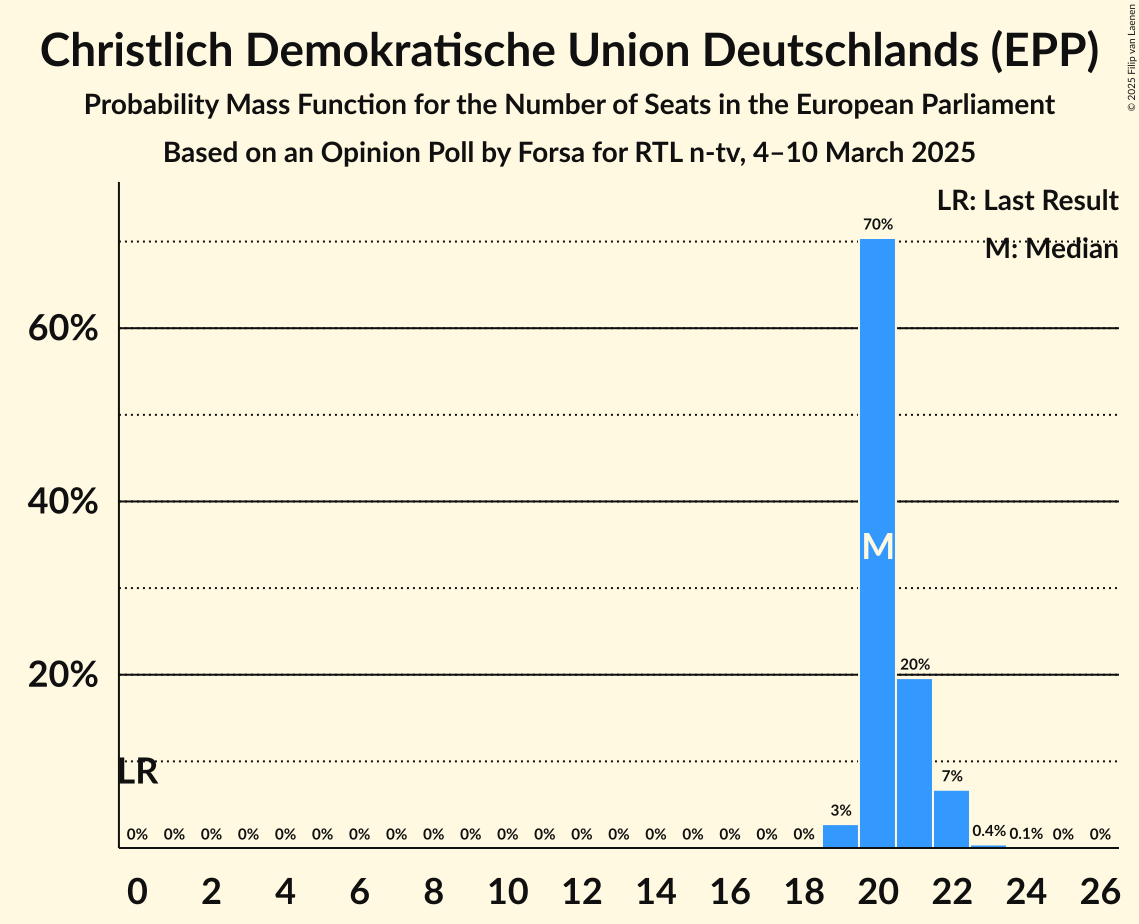 Christlich Demokratische Union Deutschlands (EPP)
Probability Mass Function for the Number of Seats in the European Parliament
Based on an Opinion Poll by Forsa for RTL n-tv, 4–10 March 2025
© 2025 Filip van Laenen
LR: Last Result
M: Median
70%
60%
40%
M
20%
20%
LR
7%
3%
0% 0% 0% 0% 0% 0% 0% 0% 0% 0% 0% 0% 0% 0% 0% 0% 0% 0% 0% 0.4% 0.1% 0% 0%
0 2 4 6 8 10 12 14 16 18 20 22 24 26